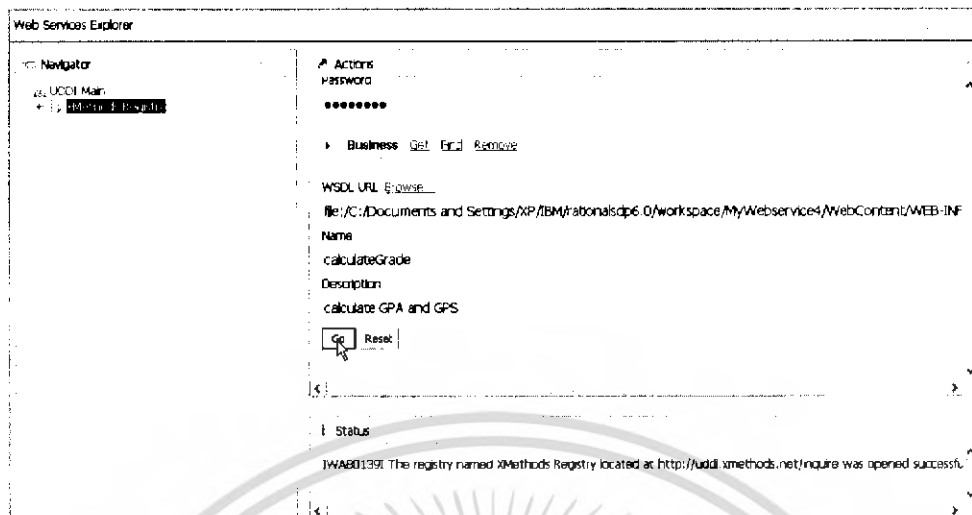 Web Services Explorer
Navigator
UDDI Main
XMethods Registry
Actions
Password
Business Get Find Remove
WSDL URL Browse...
file:/C:/Documents and Settings/XP/IBM/rationalsdp6.0/workspace/MyWebservice4/WebContent/WEB-INF
Name
calculateGrade
Description
calculate GPA and GPS
Go Reset
Status
IWAB0139I The registry named XMethods Registry located at http://uddi.xmethods.net/inquire was opened successfu